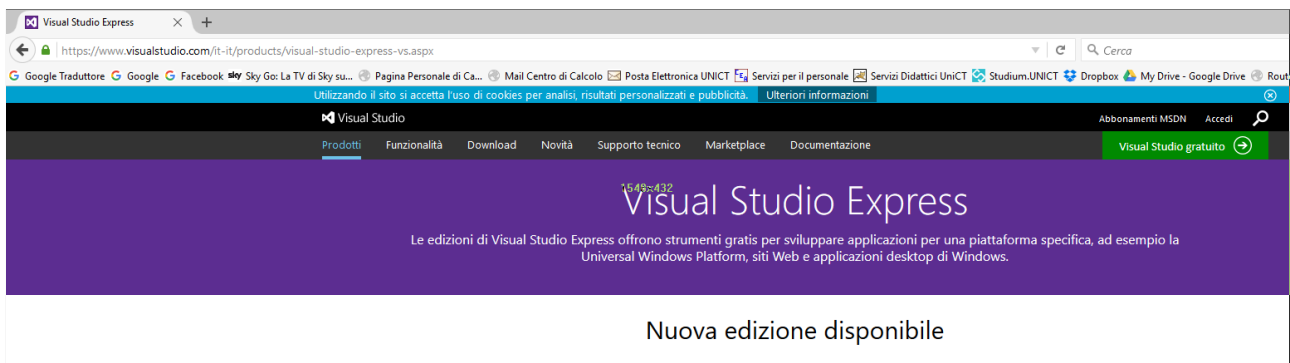 Visual Studio Express
https://www.visualstudio.com/it-it/products/visual-studio-express-vs.aspx
Cerca
Google Traduttore Google Facebook sky Sky Go: La TV di Sky su... Pagina Personale di Ca... Mail Centro di Calcolo Posta Elettronica UNICT Servizi per il personale Servizi Didattici UniCT Studium.UNICT Dropbox My Drive - Google Drive Rout
Utilizzando il sito si accetta l'uso di cookies per analisi, risultati personalizzati e pubblicità. Ulteriori informazioni
Visual Studio Abbonamenti MSDN Accedi
Prodotti Funzionalità Download Novità Supporto tecnico Marketplace Documentazione Visual Studio gratuito
1549×432
Visual Studio Express
Le edizioni di Visual Studio Express offrono strumenti gratis per sviluppare applicazioni per una piattaforma specifica, ad esempio la
Universal Windows Platform, siti Web e applicazioni desktop di Windows.
Nuova edizione disponibile